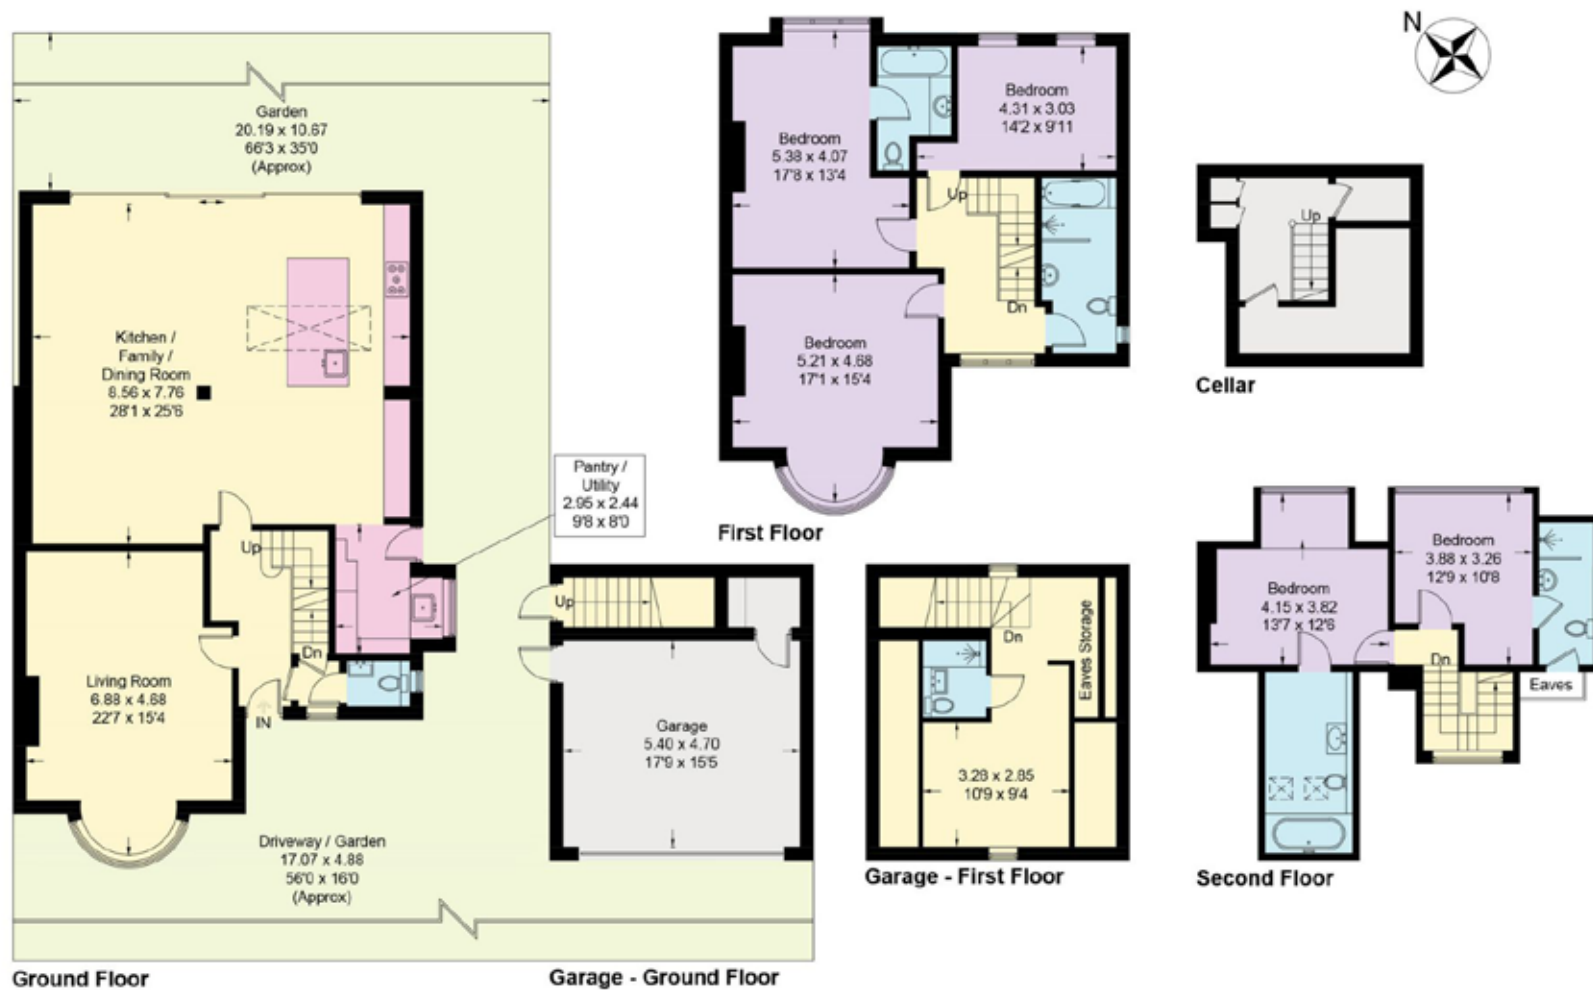 Garden
20.19 x 10.67
66'3 x 35'0
(Approx)
Kitchen /
Family /
Dining Room
8.56 x 7.76
28'1 x 25'6
Pantry /
Utility
2.95 x 2.44
9'8 x 8'0
Up
Dn
Living Room
6.88 x 4.68
22'7 x 15'4
IN
Driveway / Garden
17.07 x 4.88
56'0 x 16'0
(Approx)
Ground Floor
Up
Garage
5.40 x 4.70
17'9 x 15'5
Garage - Ground Floor
Bedroom
5.38 x 4.07
17'8 x 13'4
Bedroom
4.31 x 3.03
14'2 x 9'11
Up
Dn
Bedroom
5.21 x 4.68
17'1 x 15'4
First Floor
Dn
Eaves Storage
3.28 x 2.85
10'9 x 9'4
Garage - First Floor
N
Up
Cellar
Bedroom
3.88 x 3.26
12'9 x 10'8
Bedroom
4.15 x 3.82
13'7 x 12'6
Dn
Eaves
Second Floor